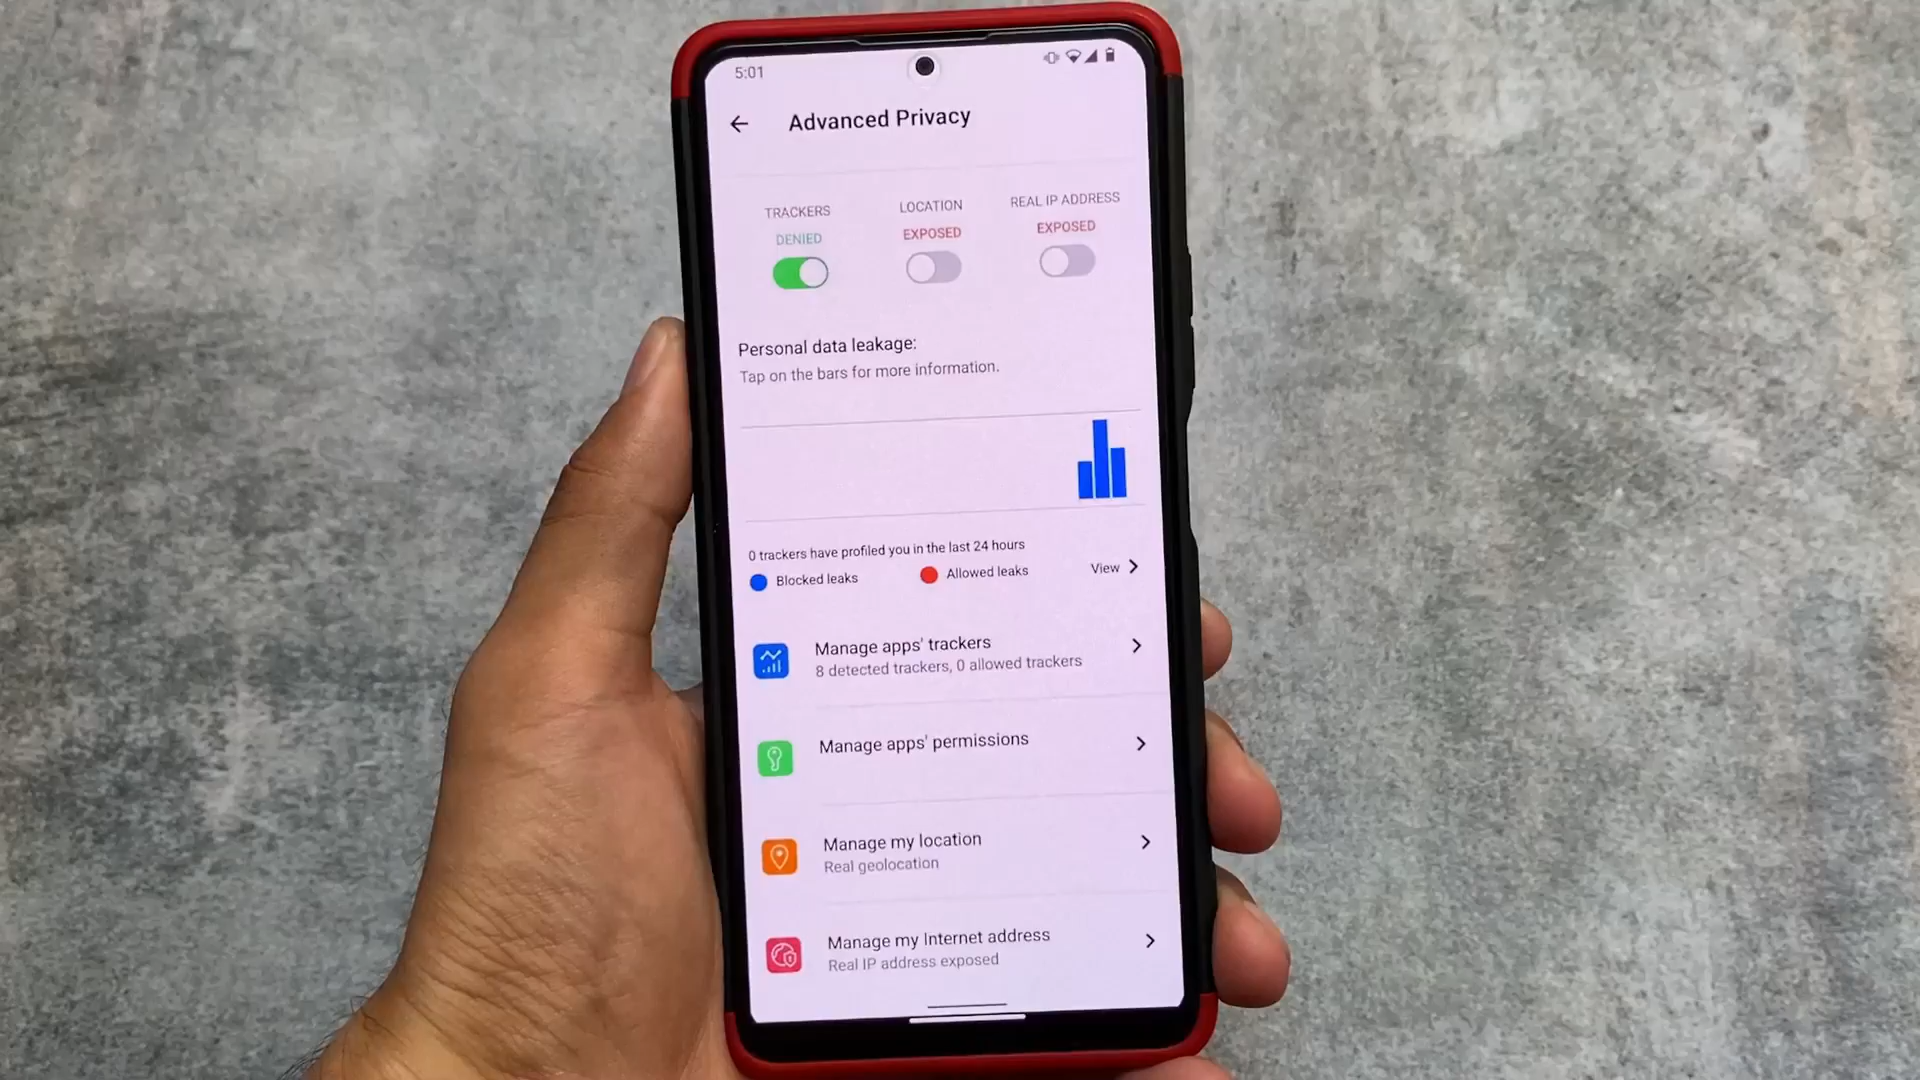 5:01
Advanced Privacy
TRACKERS
DENIED
LOCATION
EXPOSED
REAL IP ADDRESS
EXPOSED
Personal data leakage:
Tap on the bars for more information.
0 trackers have profiled you in the last 24 hours
Blocked leaks
Allowed leaks
View
Manage apps' trackers
8 detected trackers, 0 allowed trackers
Manage apps' permissions
Manage my location
Real geolocation
Manage my Internet address
Real IP address exposed